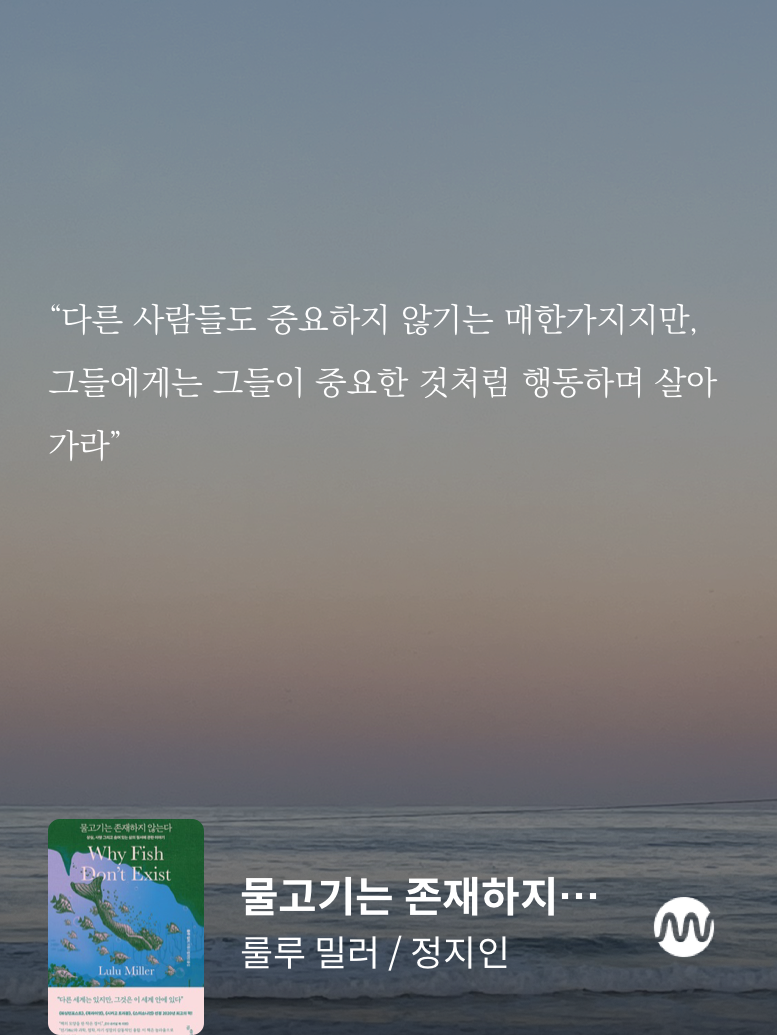 “다른 사람들도 중요하지 않기는 매한가지지만,
그들에게는 그들이 중요한 것처럼 행동하며 살아
가라”
물고기는 존재하지 않는다
Why Fish
Don't Exist
Lulu Miller
“다른 세계는 있지만, 그것은 이 세계 안에 있다”
물고기는 존재하지…
룰루 밀러 / 정지인